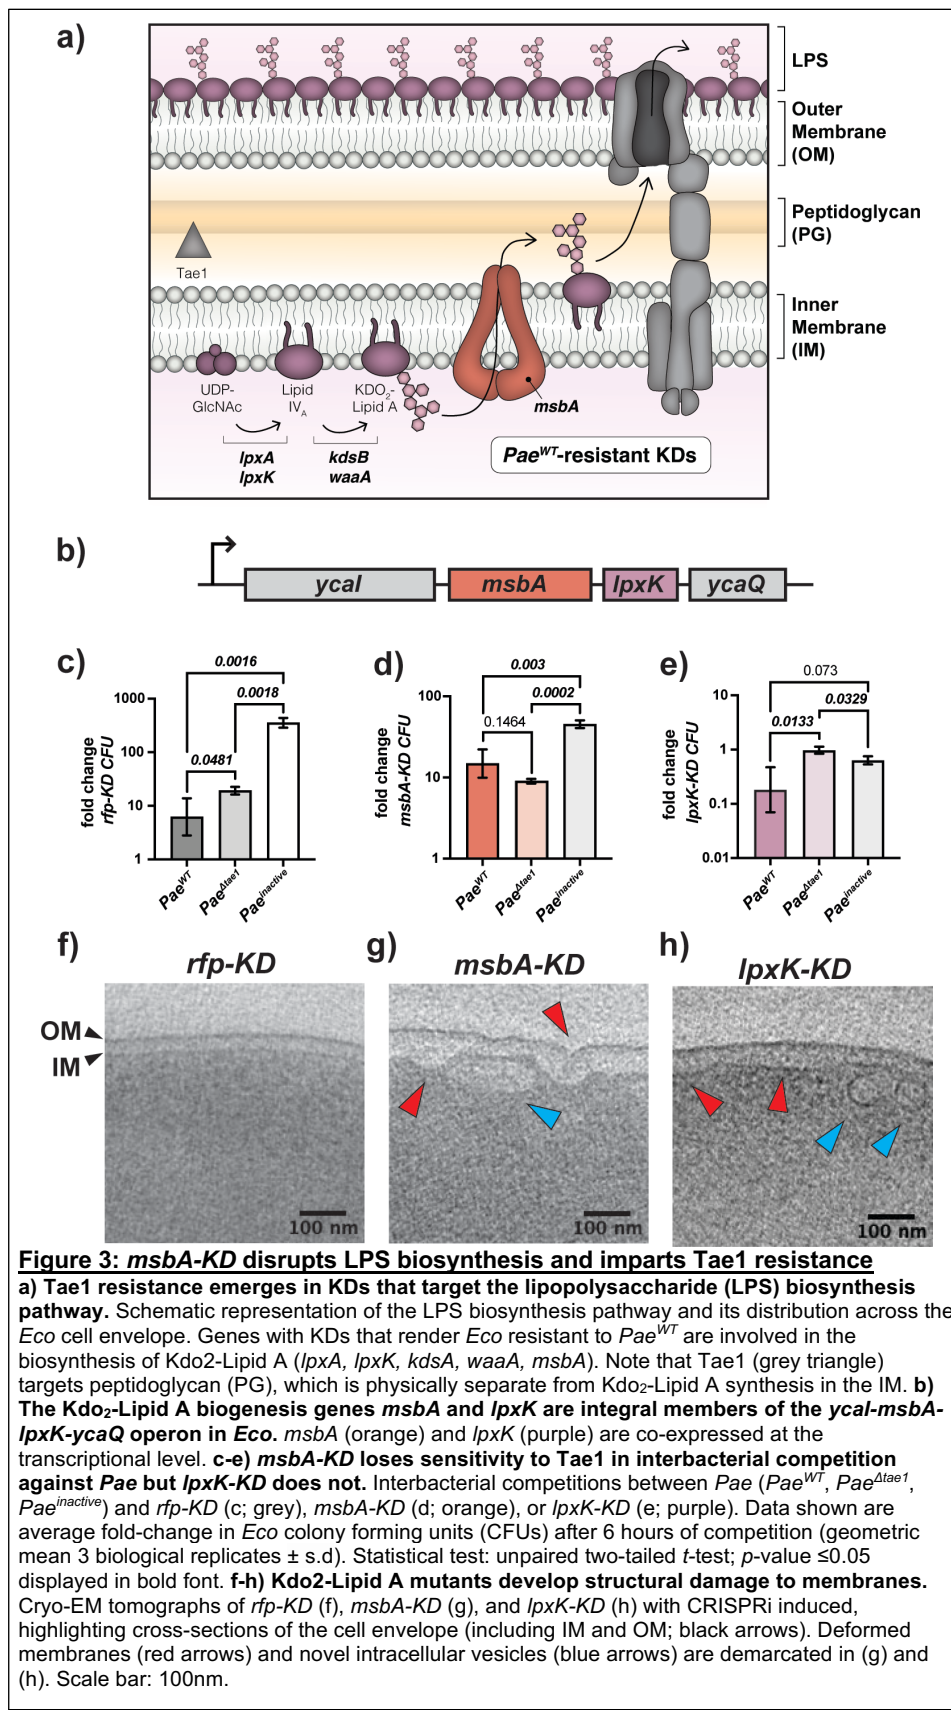 a)
LPS
Outer
Membrane
(OM)
Peptidoglycan
(PG)
Tae1
Inner
Membrane
(IM)
UDP-
GlcNAc
Lipid
IVA
KDO2-
Lipid A
msbA
lpxA
lpxK
kdsB
waaA
PaeWT-resistant KDs
b)
ycaI msbA lpxK ycaQ
c)
0.0016
0.0018
0.0481
fold change
rfp-KD CFU
1000
100
10
1
PaeWT PaeΔtae1 Paeinactive
d)
0.003
0.0002
0.1464
fold change
msbA-KD CFU
100
10
1
PaeWT PaeΔtae1 Paeinactive
e)
0.073
0.0329
0.0133
fold change
lpxK-KD CFU
10
1
0.1
0.01
PaeWT PaeΔtae1 Paeinactive
f)
rfp-KD
OM
IM
100 nm
g)
msbA-KD
100 nm
h)
lpxK-KD
100 nm
Figure 3: msbA-KD disrupts LPS biosynthesis and imparts Tae1 resistance
a) Tae1 resistance emerges in KDs that target the lipopolysaccharide (LPS) biosynthesis
pathway. Schematic representation of the LPS biosynthesis pathway and its distribution across the
Eco cell envelope. Genes with KDs that render Eco resistant to PaeWT are involved in the
biosynthesis of Kdo2-Lipid A (lpxA, lpxK, kdsA, waaA, msbA). Note that Tae1 (grey triangle)
targets peptidoglycan (PG), which is physically separate from Kdo2-Lipid A synthesis in the IM. b)
The Kdo2-Lipid A biogenesis genes msbA and lpxK are integral members of the ycaI-msbA-
lpxK-ycaQ operon in Eco. msbA (orange) and lpxK (purple) are co-expressed at the
transcriptional level. c-e) msbA-KD loses sensitivity to Tae1 in interbacterial competition
against Pae but lpxK-KD does not. Interbacterial competitions between Pae (PaeWT, PaeΔtae1,
Paeinactive) and rfp-KD (c; grey), msbA-KD (d; orange), or lpxK-KD (e; purple). Data shown are
average fold-change in Eco colony forming units (CFUs) after 6 hours of competition (geometric
mean 3 biological replicates ± s.d). Statistical test: unpaired two-tailed t-test; p-value ≤0.05
displayed in bold font. f-h) Kdo2-Lipid A mutants develop structural damage to membranes.
Cryo-EM tomographs of rfp-KD (f), msbA-KD (g), and lpxK-KD (h) with CRISPRi induced,
highlighting cross-sections of the cell envelope (including IM and OM; black arrows). Deformed
membranes (red arrows) and novel intracellular vesicles (blue arrows) are demarcated in (g) and
(h). Scale bar: 100nm.